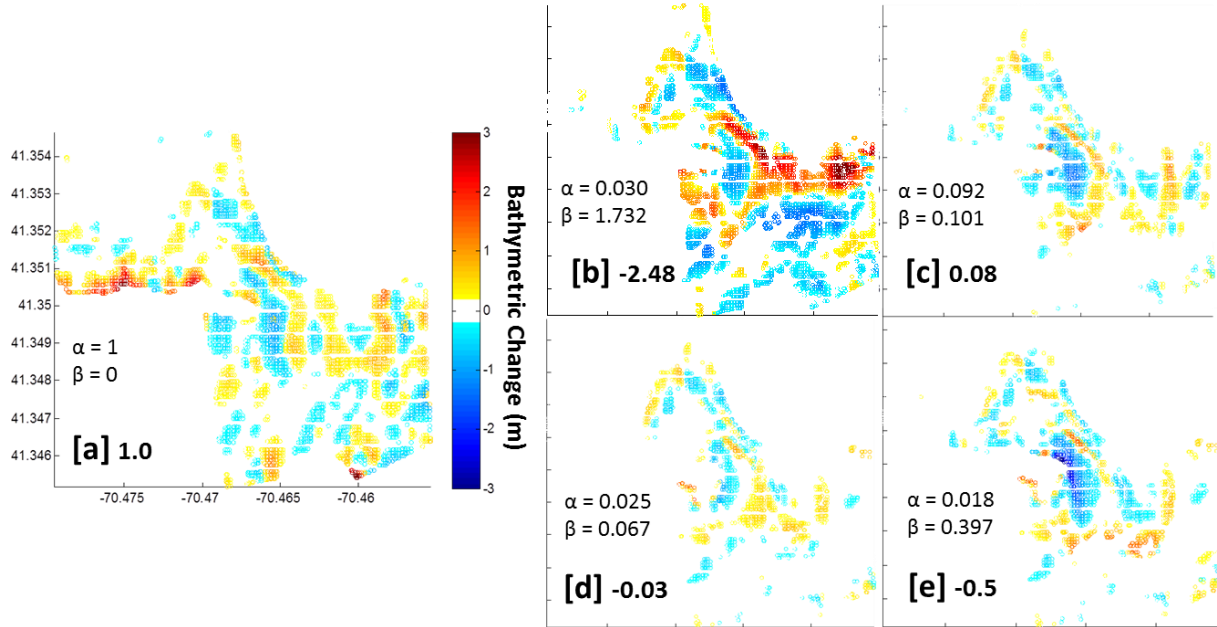 41.354
41.353
41.352
41.351
41.35
41.349
41.348
41.347
41.346
α = 1
β = 0
[a] 1.0
-70.475
-70.47
-70.465
-70.46
3
2
1
0
0
-1
-2
-3
Bathymetric Change (m)
α = 0.030
β = 1.732
[b] -2.48
α = 0.092
β = 0.101
[c] 0.08
α = 0.025
β = 0.067
[d] -0.03
α = 0.018
β = 0.397
[e] -0.5